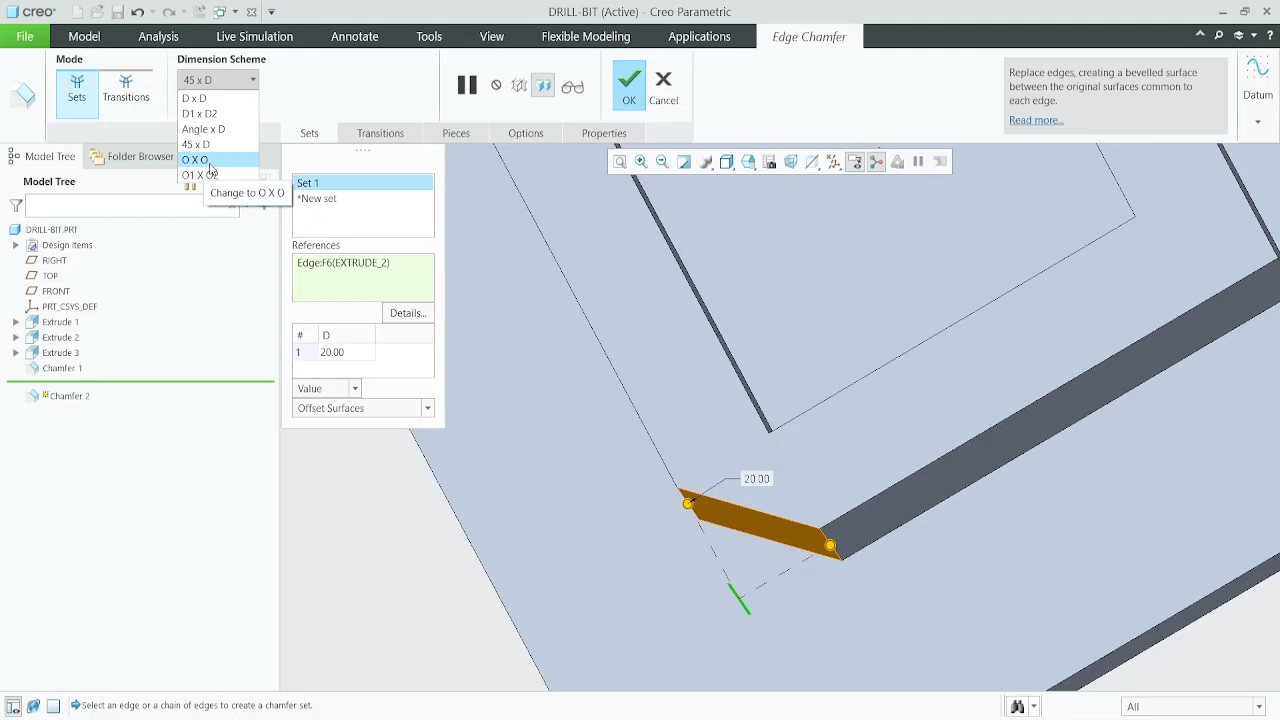 creo
DRILL-BIT (Active) - Creo Parametric
File
Model
Analysis
Live Simulation
Annotate
Tools
View
Flexible Modeling
Applications
Edge Chamfer
Mode
Sets
Transitions
Dimension Scheme
45 x D
D x D
D1 x D2
Angle x D
45 x D
O X O
O1 X O2
Change to O X O
OK
Cancel
Replace edges, creating a bevelled surface
between the original surfaces common to
each edge.
Read more...
Datum
Sets
Transitions
Pieces
Options
Properties
Model Tree
Folder Browser
Model Tree
DRILL-BIT.PRT
Design Items
RIGHT
TOP
FRONT
PRT_CSYS_DEF
Extrude 1
Extrude 2
Extrude 3
Chamfer 1
Chamfer 2
Set 1
*New set
References
Edge:F6(EXTRUDE_2)
Details...
# D
1 20.00
Value
Offset Surfaces
20.00
Select an edge or a chain of edges to create a chamfer set.
All